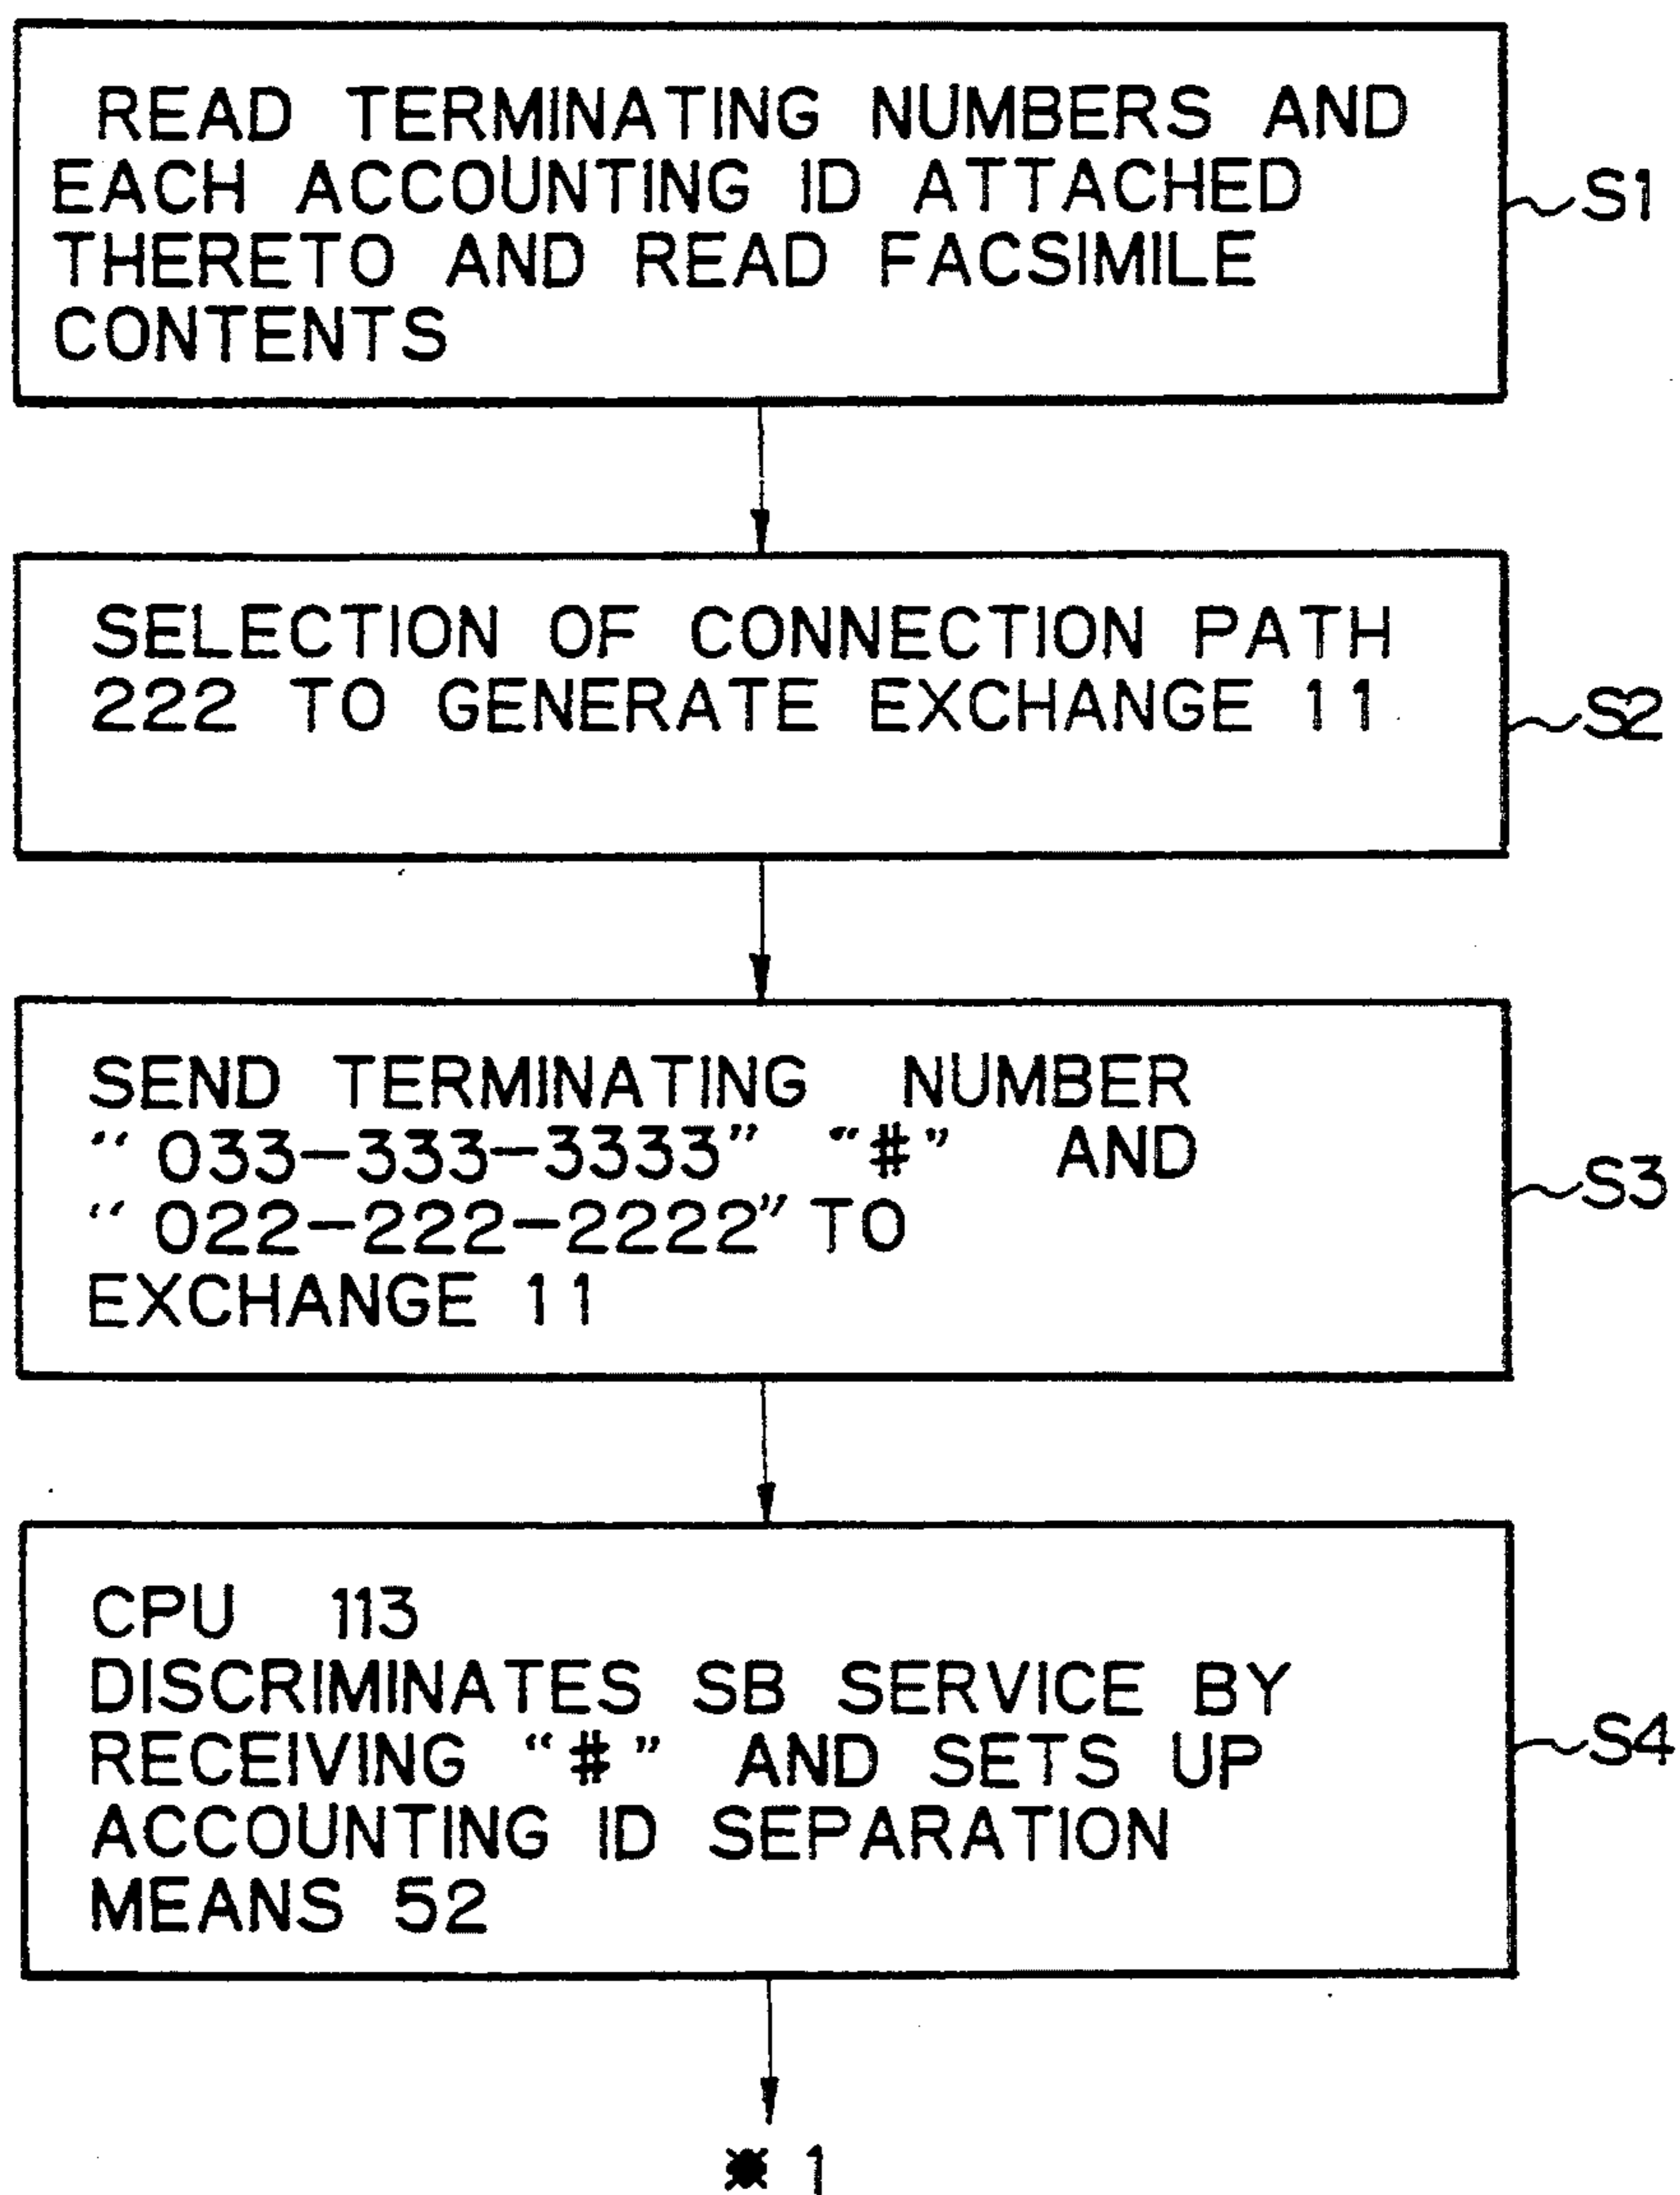 READ TERMINATING NUMBERS AND
EACH ACCOUNTING ID ATTACHED
THERETO AND READ FACSIMILE
CONTENTS
S1
SELECTION OF CONNECTION PATH
222 TO GENERATE EXCHANGE 11
S2
SEND TERMINATING NUMBER
"033-333-3333" "#" AND
"022-222-2222" TO
EXCHANGE 11
S3
CPU 113
DISCRIMINATES SB SERVICE BY
RECEIVING "#" AND SETS UP
ACCOUNTING ID SEPARATION
MEANS 52
S4
※1